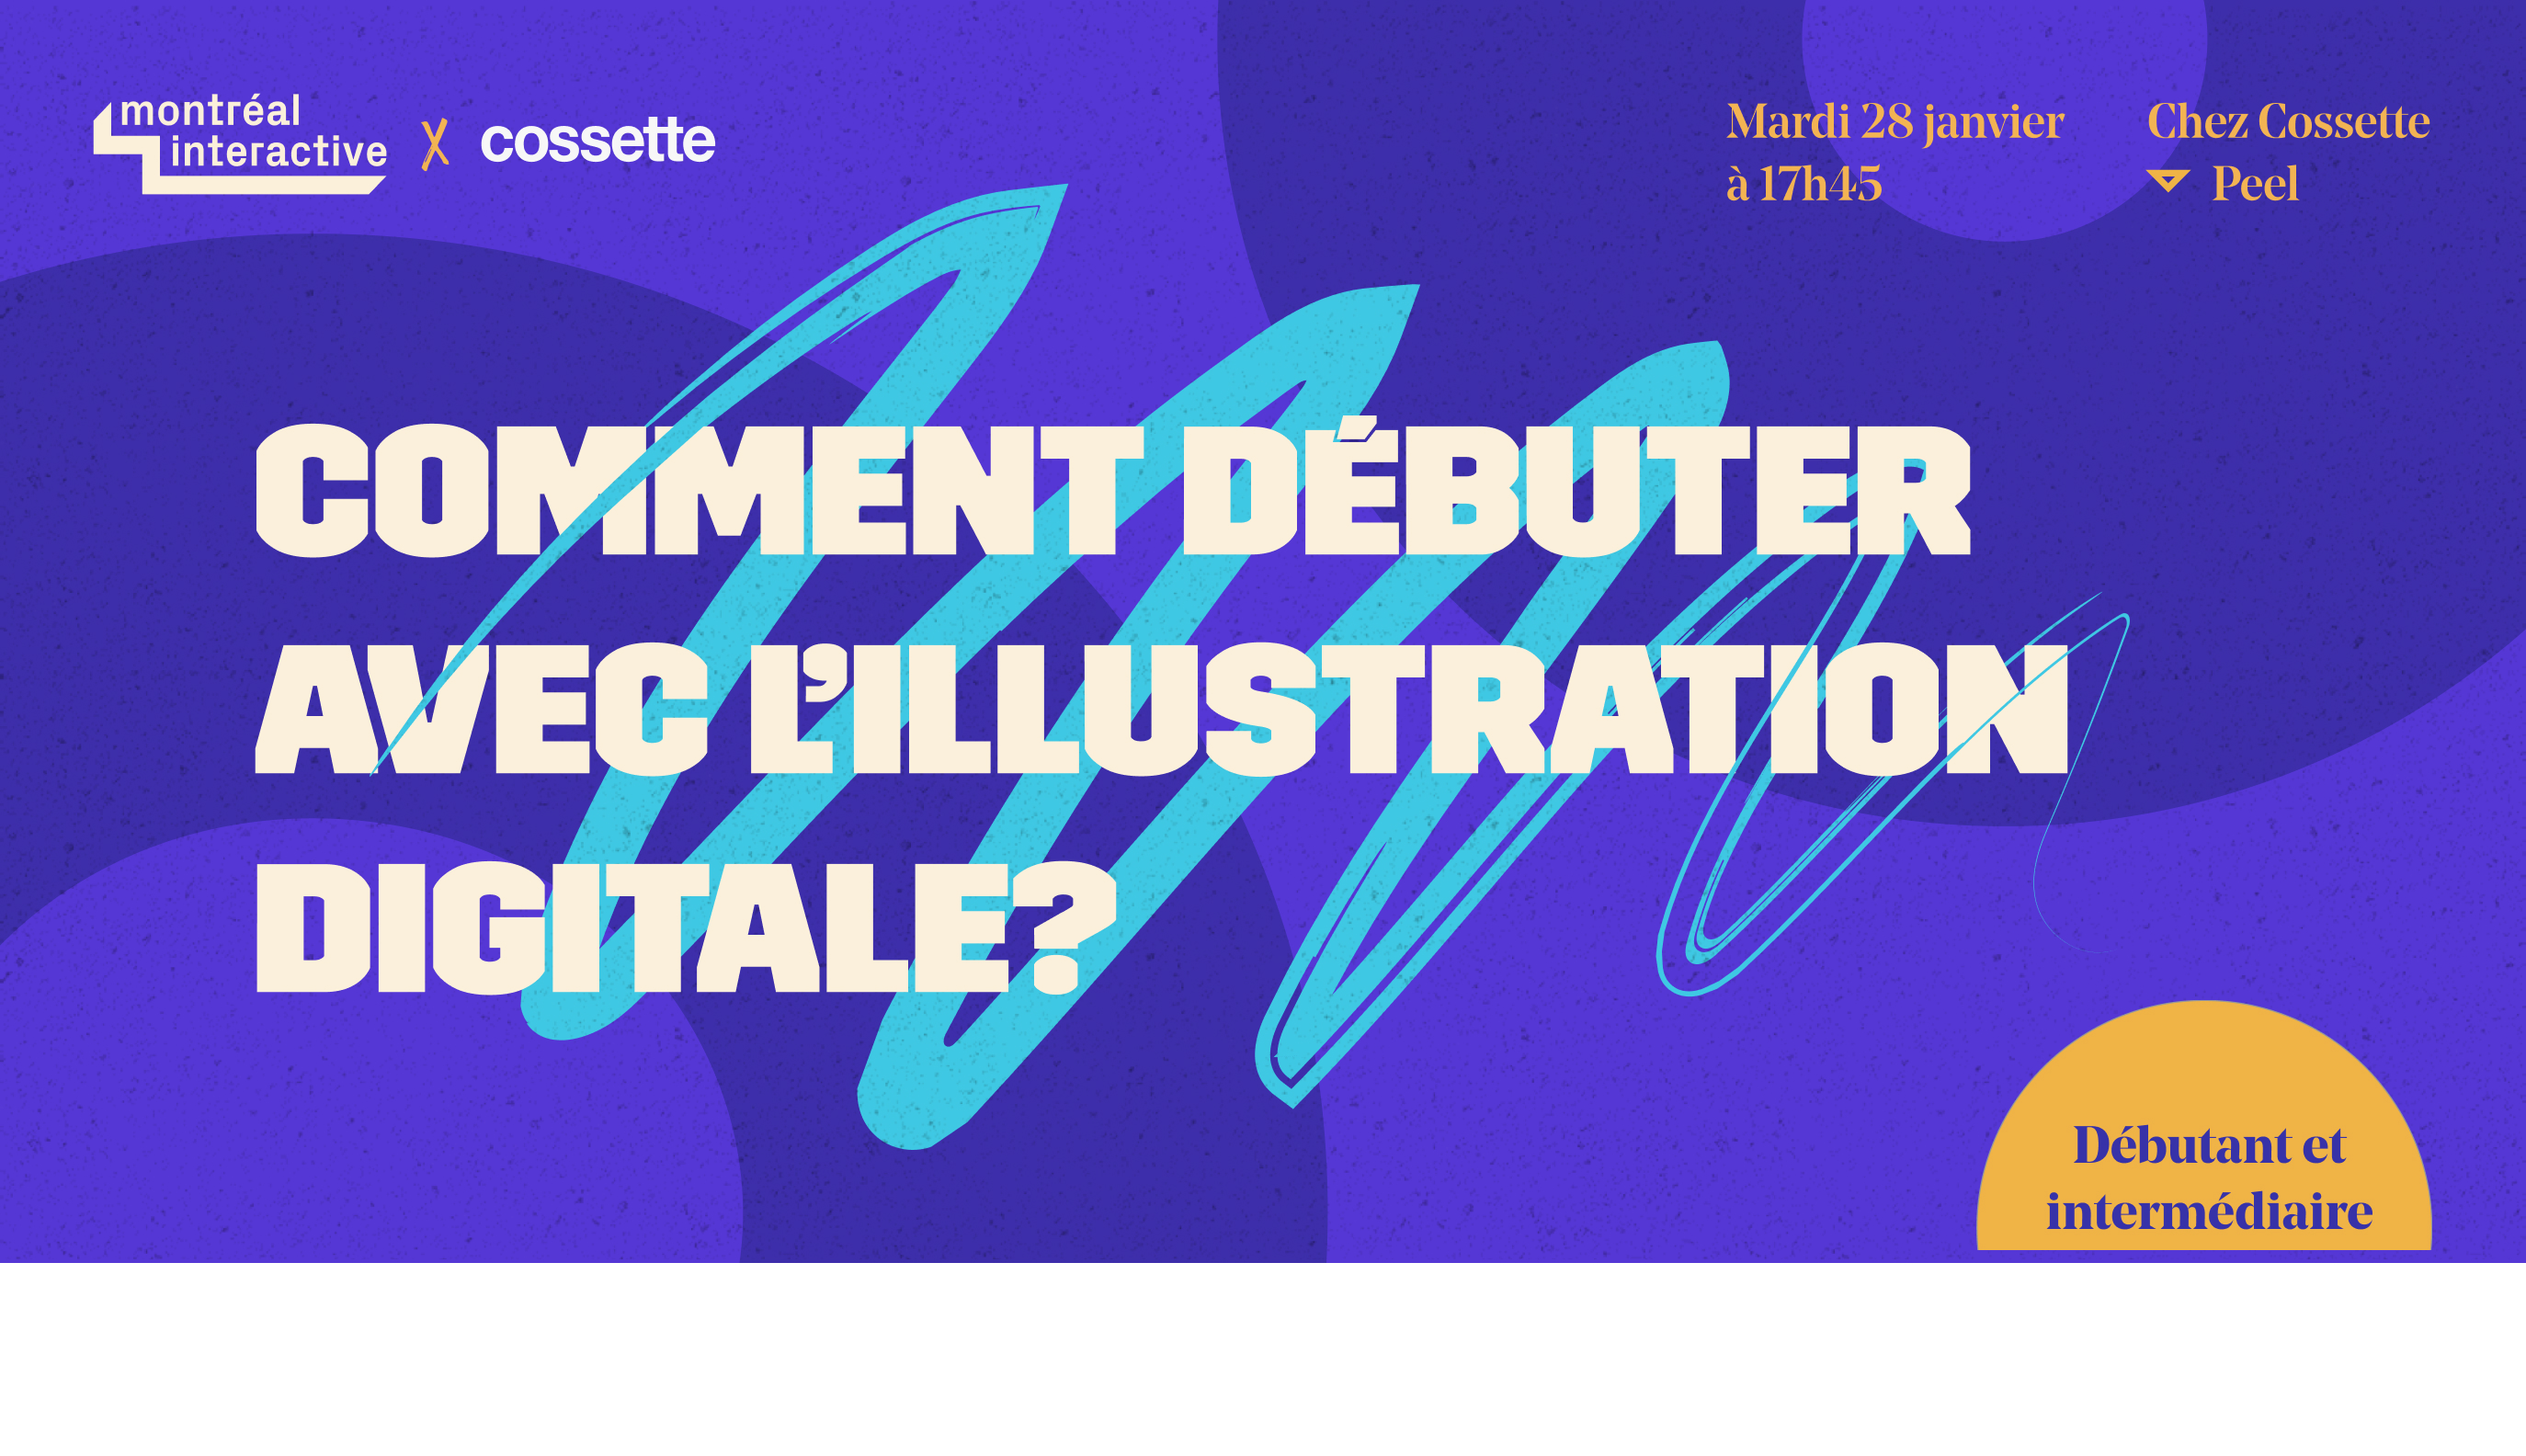 montréal
interactive
X
cossette
Mardi 28 janvier
à 17h45
Chez Cossette
Peel
COMMENT DÉBUTER
AVEC L’ILLUSTRATION
DIGITALE?
Débutant et
intermédiaire